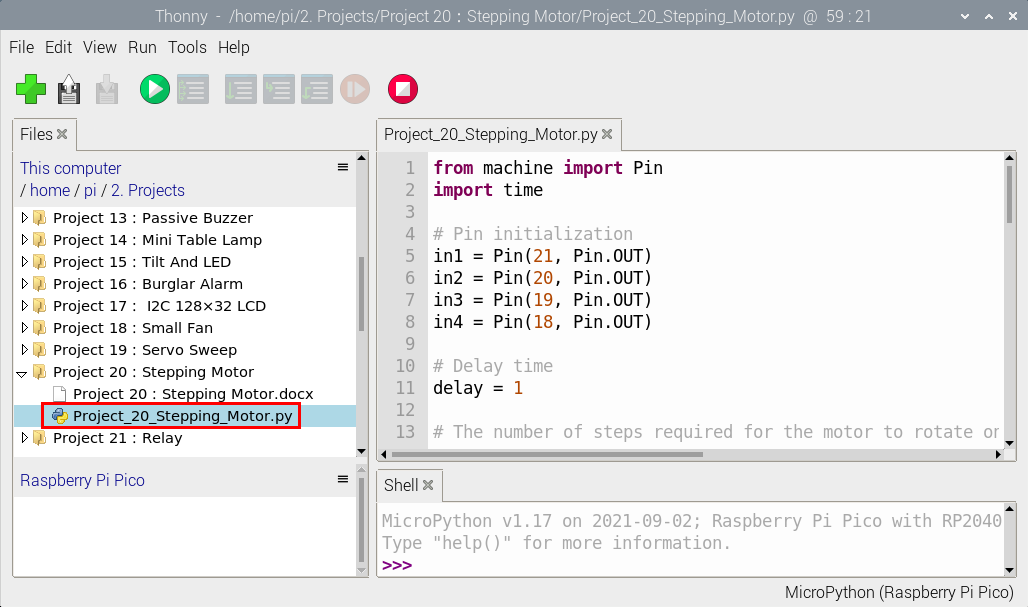 Thonny - /home/pi/2. Projects/Project 20 : Stepping Motor/Project_20_Stepping_Motor.py @ 59 : 21
File Edit View Run Tools Help
Files
This computer
/ home / pi / 2. Projects
Project 13 : Passive Buzzer
Project 14 : Mini Table Lamp
Project 15 : Tilt And LED
Project 16 : Burglar Alarm
Project 17 : I2C 128×32 LCD
Project 18 : Small Fan
Project 19 : Servo Sweep
Project 20 : Stepping Motor
Project 20 : Stepping Motor.docx
Project_20_Stepping_Motor.py
Project 21 : Relay
Raspberry Pi Pico
Project_20_Stepping_Motor.py
1 from machine import Pin
2 import time
3
4 # Pin initialization
5 in1 = Pin(21, Pin.OUT)
6 in2 = Pin(20, Pin.OUT)
7 in3 = Pin(19, Pin.OUT)
8 in4 = Pin(18, Pin.OUT)
9
10 # Delay time
11 delay = 1
12
13 # The number of steps required for the motor to rotate on
Shell
MicroPython v1.17 on 2021-09-02; Raspberry Pi Pico with RP2040
Type "help()" for more information.
>>>
MicroPython (Raspberry Pi Pico)